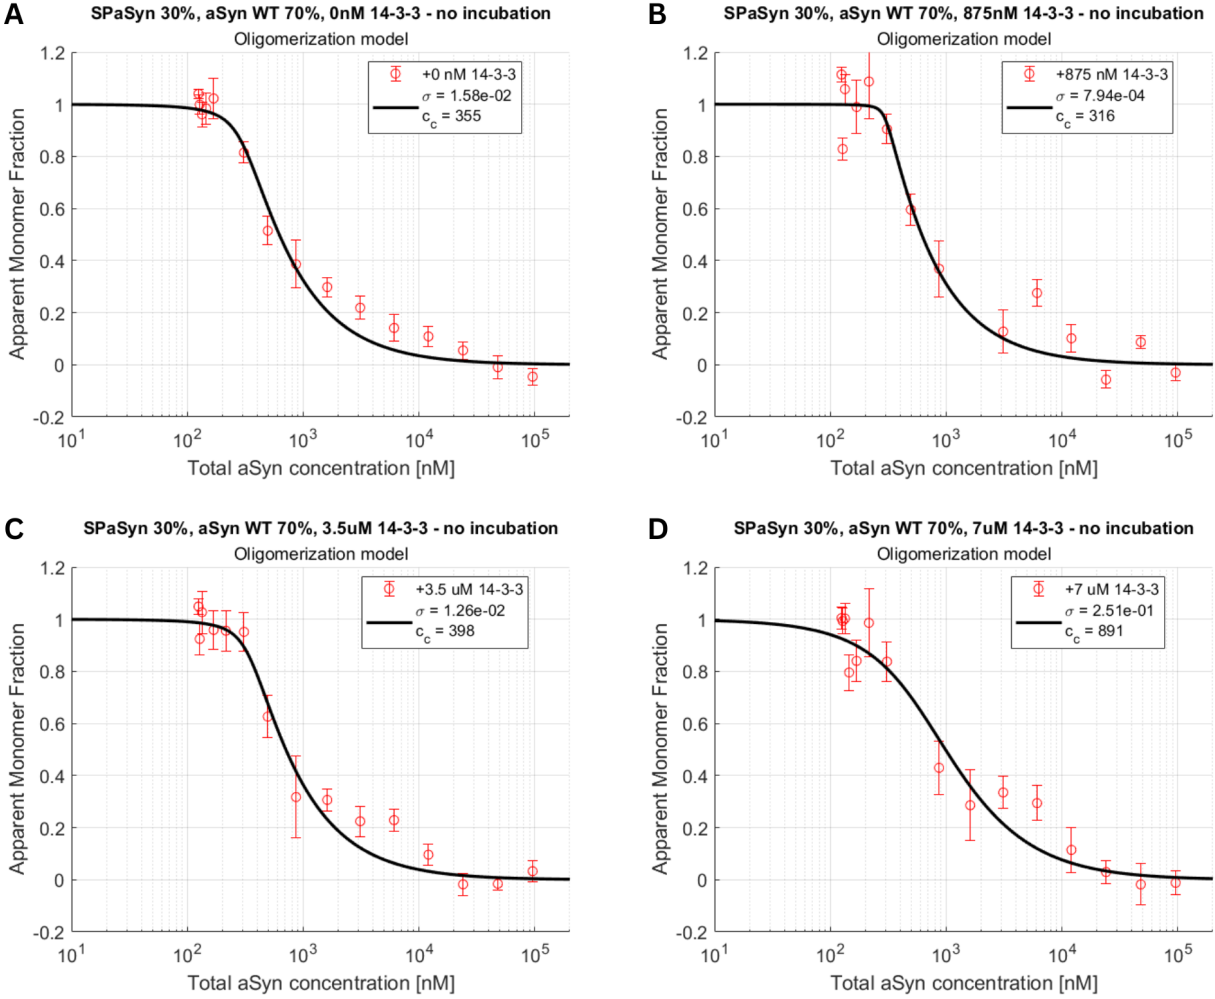 A
SPaSyn 30%, aSyn WT 70%, 0nM 14-3-3 - no incubation
Oligomerization model
+0 nM 14-3-3
σ = 1.58e-02
c_c = 355
Apparent Monomer Fraction
1.2
1
0.8
0.6
0.4
0.2
0
-0.2
10^1
10^2
10^3
10^4
10^5
Total aSyn concentration [nM]
B
SPaSyn 30%, aSyn WT 70%, 875nM 14-3-3 - no incubation
Oligomerization model
+875 nM 14-3-3
σ = 7.94e-04
c_c = 316
Apparent Monomer Fraction
1.2
1
0.8
0.6
0.4
0.2
0
-0.2
10^1
10^2
10^3
10^4
10^5
Total aSyn concentration [nM]
C
SPaSyn 30%, aSyn WT 70%, 3.5uM 14-3-3 - no incubation
Oligomerization model
+3.5 uM 14-3-3
σ = 1.26e-02
c_c = 398
Apparent Monomer Fraction
1.2
1
0.8
0.6
0.4
0.2
0
-0.2
10^1
10^2
10^3
10^4
10^5
Total aSyn concentration [nM]
D
SPaSyn 30%, aSyn WT 70%, 7uM 14-3-3 - no incubation
Oligomerization model
+7 uM 14-3-3
σ = 2.51e-01
c_c = 891
Apparent Monomer Fraction
1.2
1
0.8
0.6
0.4
0.2
0
-0.2
10^1
10^2
10^3
10^4
10^5
Total aSyn concentration [nM]